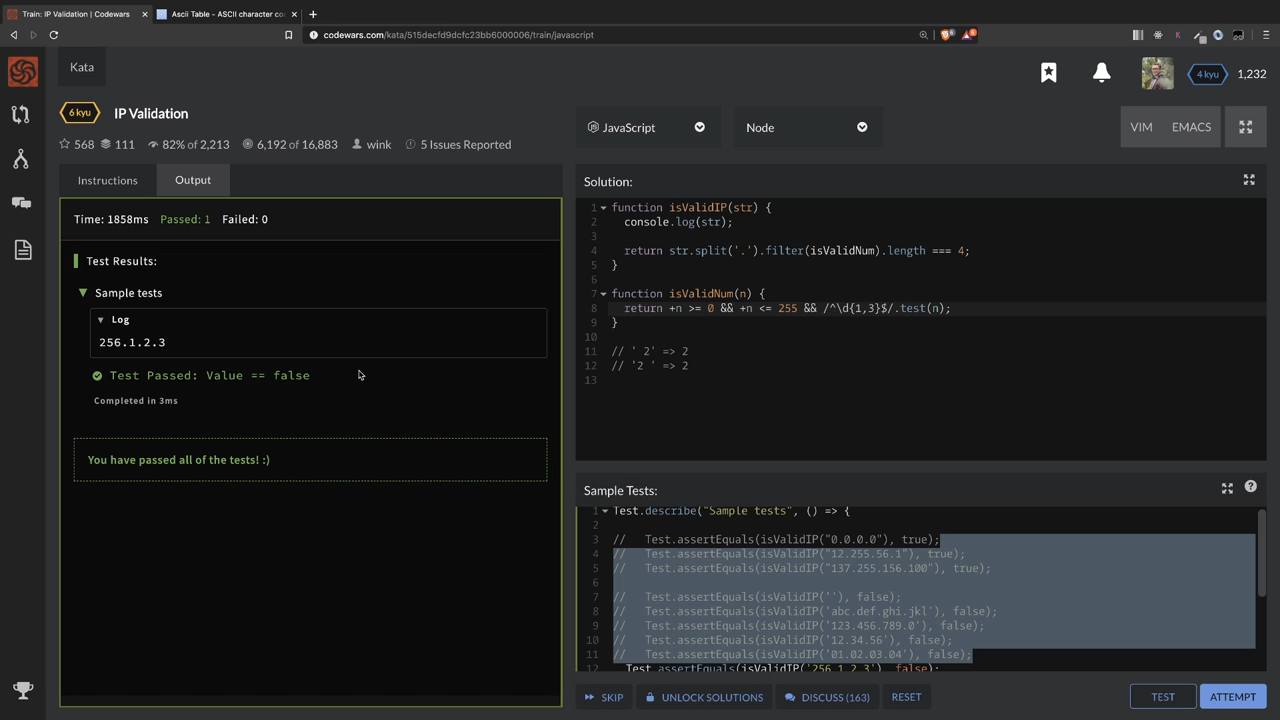 Train: IP Validation | Codewars
Ascii Table - ASCII character co
codewars.com/kata/515decfd9dcfc23bb6000006/train/javascript
Kata
4 kyu
1,232
6 kyu
IP Validation
568
111
82% of 2,213
6,192 of 16,883
wink
5 Issues Reported
JavaScript
Node
VIM
EMACS
Instructions
Output
Time: 1858ms Passed: 1 Failed: 0
Test Results:
Sample tests
Log
256.1.2.3
Test Passed: Value == false
Completed in 3ms
You have passed all of the tests! :)
Solution:
1 function isValidIP(str) {
2 console.log(str);
3
4 return str.split('.').filter(isValidNum).length === 4;
5 }
6
7 function isValidNum(n) {
8 return +n >= 0 && +n <= 255 && /^\d{1,3}$/.test(n);
9 }
10
11 // ' 2' => 2
12 // '2 ' => 2
13
Sample Tests:
1 Test.describe("Sample tests", () => {
2
3 // Test.assertEquals(isValidIP("0.0.0.0"), true);
4 // Test.assertEquals(isValidIP("12.255.56.1"), true);
5 // Test.assertEquals(isValidIP("137.255.156.100"), true);
6
7 // Test.assertEquals(isValidIP(''), false);
8 // Test.assertEquals(isValidIP('abc.def.ghi.jkl'), false);
9 // Test.assertEquals(isValidIP('123.456.789.0'), false);
10 // Test.assertEquals(isValidIP('12.34.56'), false);
11 // Test.assertEquals(isValidIP('01.02.03.04'), false);
12 Test.assertEquals(isValidIP('256.1.2.3'), false);
SKIP
UNLOCK SOLUTIONS
DISCUSS (163)
RESET
TEST
ATTEMPT